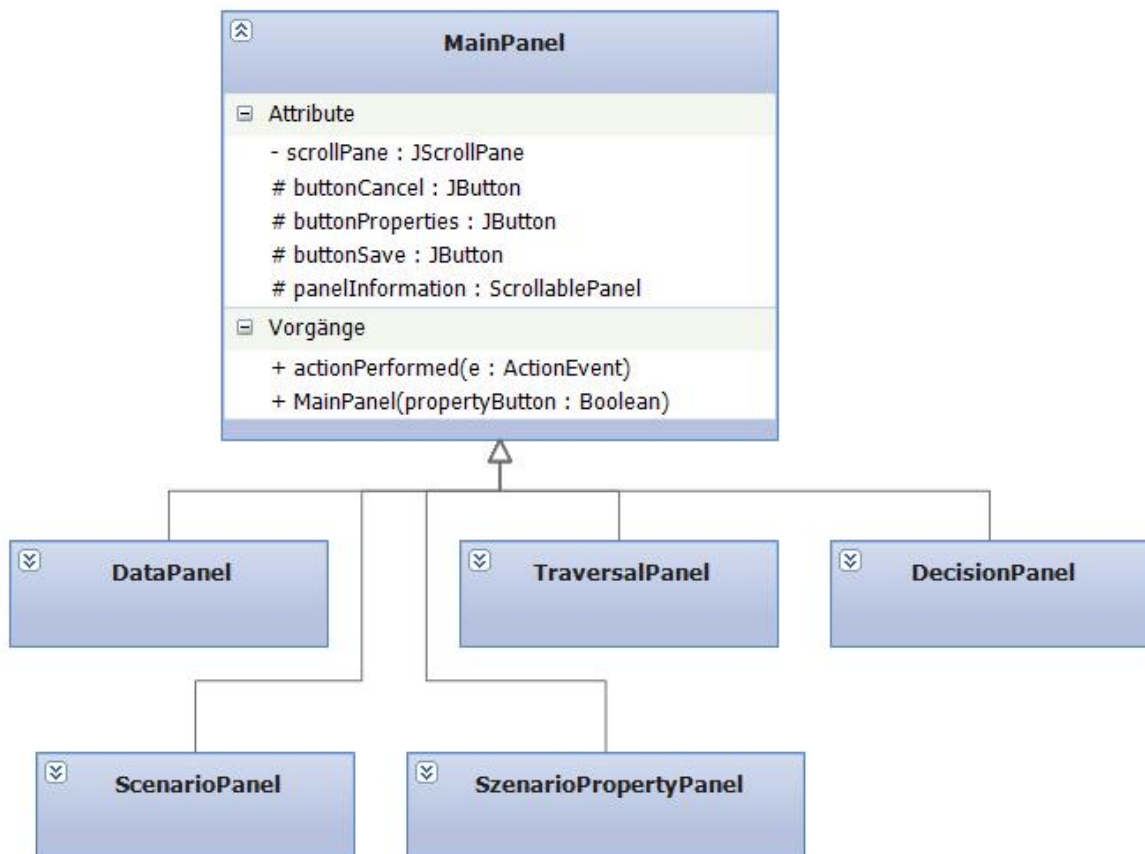 MainPanel
Attribute
- scrollPane : JScrollPane
# buttonCancel : JButton
# buttonProperties : JButton
# buttonSave : JButton
# panelInformation : ScrollablePanel
Vorgänge
+ actionPerformed(e : ActionEvent)
+ MainPanel(propertyButton : Boolean)
DataPanel
TraversalPanel
DecisionPanel
ScenarioPanel
SzenarioPropertyPanel